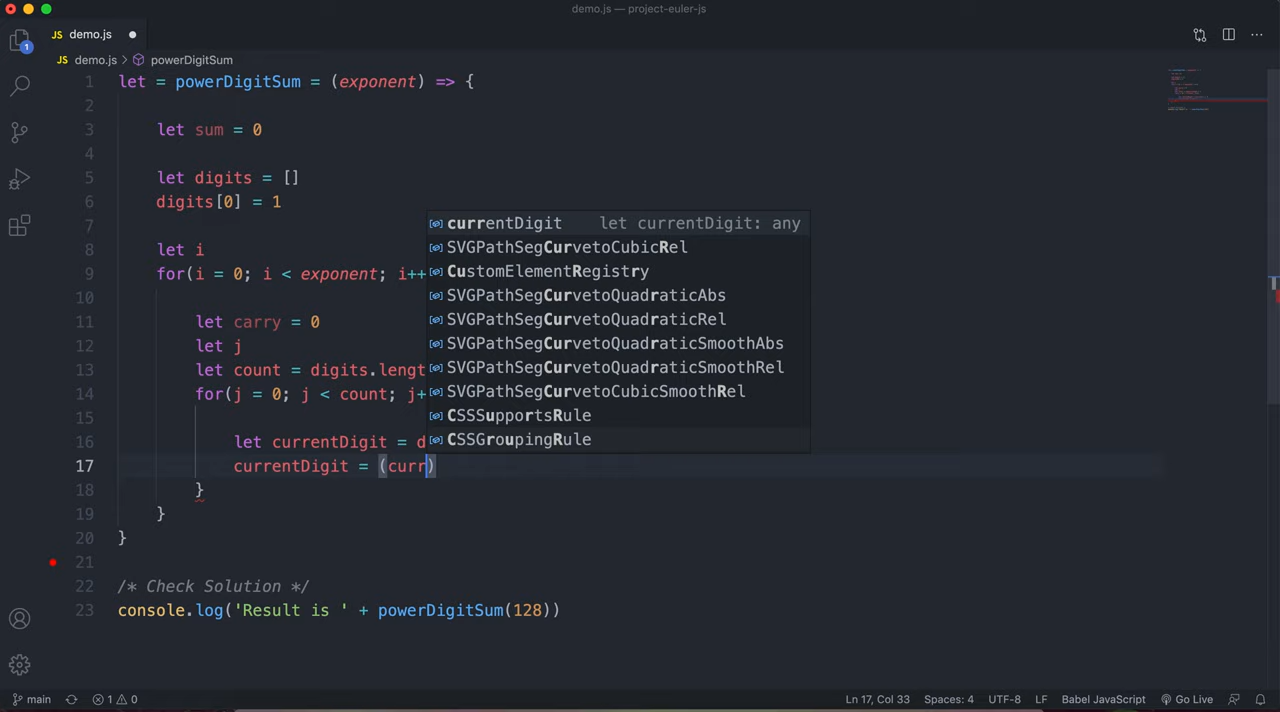 demo.js — project-euler-js
JS demo.js
JS demo.js > powerDigitSum
1
1 let = powerDigitSum = (exponent) => {
2
3 let sum = 0
4
5 let digits = []
6 digits[0] = 1
7
8 let i
9 for(i = 0; i < exponent; i++
10
11 let carry = 0
12 let j
13 let count = digits.lengt
14 for(j = 0; j < count; j+
15
16 let currentDigit = d
17 currentDigit = (curr)
18 }
19 }
20 }
21
22 /* Check Solution */
23 console.log('Result is ' + powerDigitSum(128))
currentDigit let currentDigit: any
SVGPathSegCurvetoCubicRel
CustomElementRegistry
SVGPathSegCurvetoQuadraticAbs
SVGPathSegCurvetoQuadraticRel
SVGPathSegCurvetoQuadraticSmoothAbs
SVGPathSegCurvetoQuadraticSmoothRel
SVGPathSegCurvetoCubicSmoothRel
CSSSupportsRule
CSSGroupingRule
main 1 0 Ln 17, Col 33 Spaces: 4 UTF-8 LF Babel JavaScript Go Live